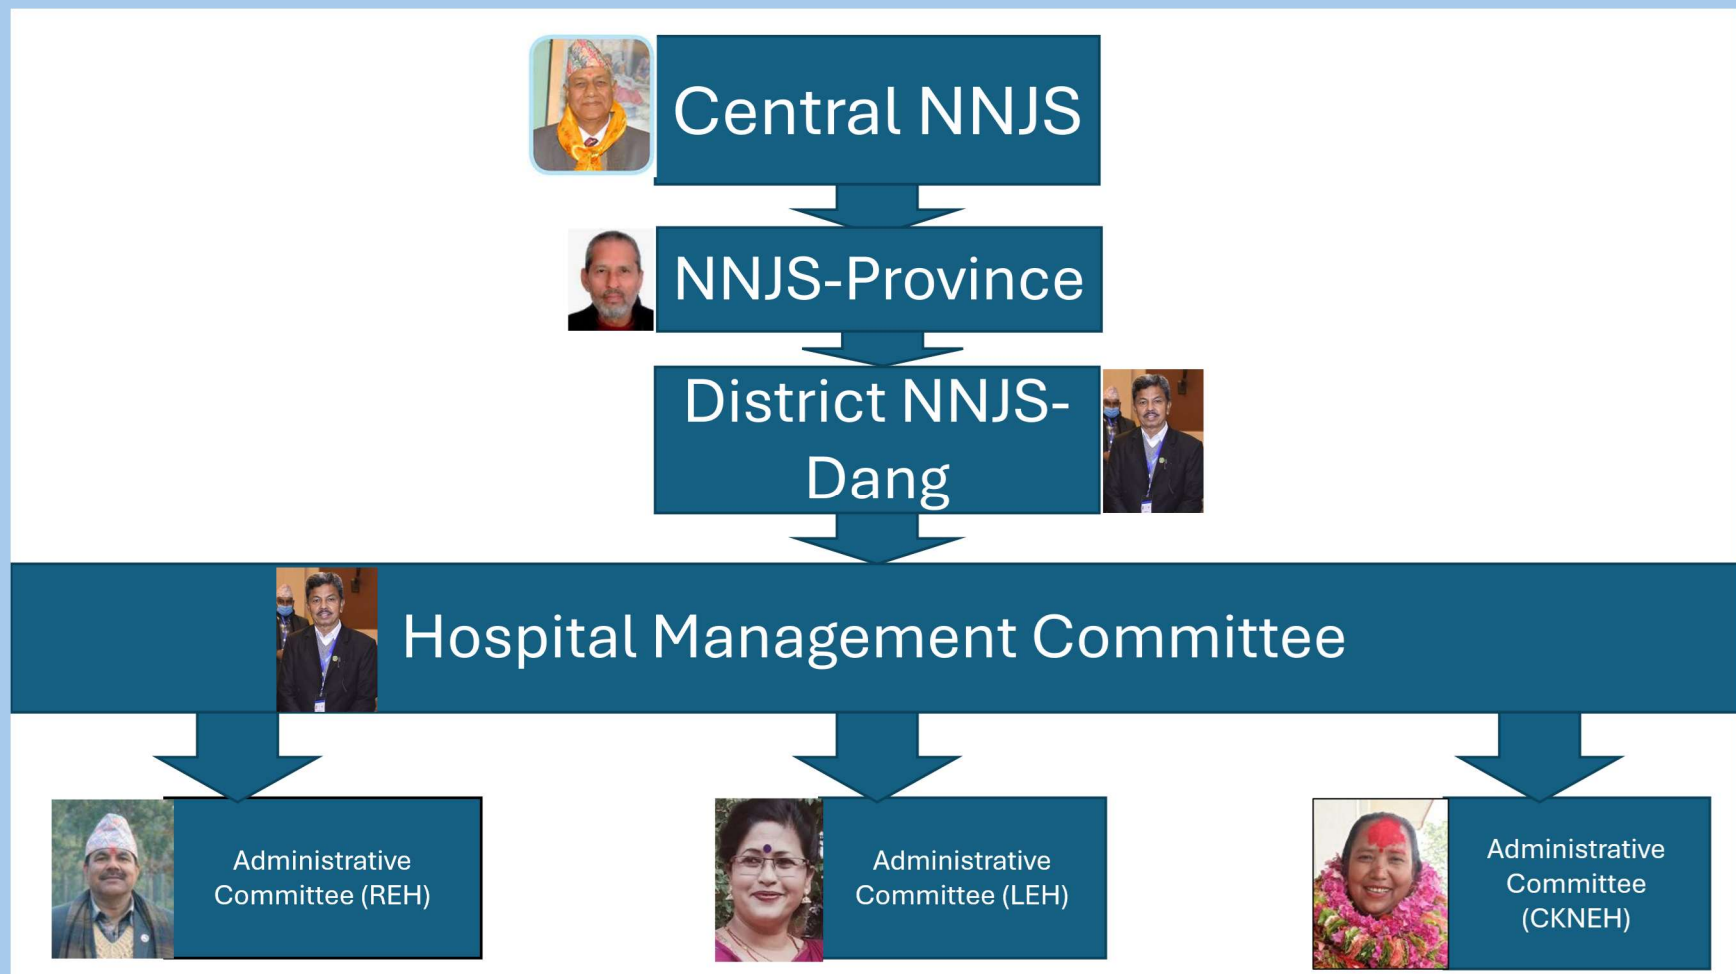 Central NNJS
NNJS-Province
District NNJS-
Dang
Hospital Management Committee
Administrative
Committee (REH)
Administrative
Committee (LEH)
Administrative
Committee
(CKNEH)